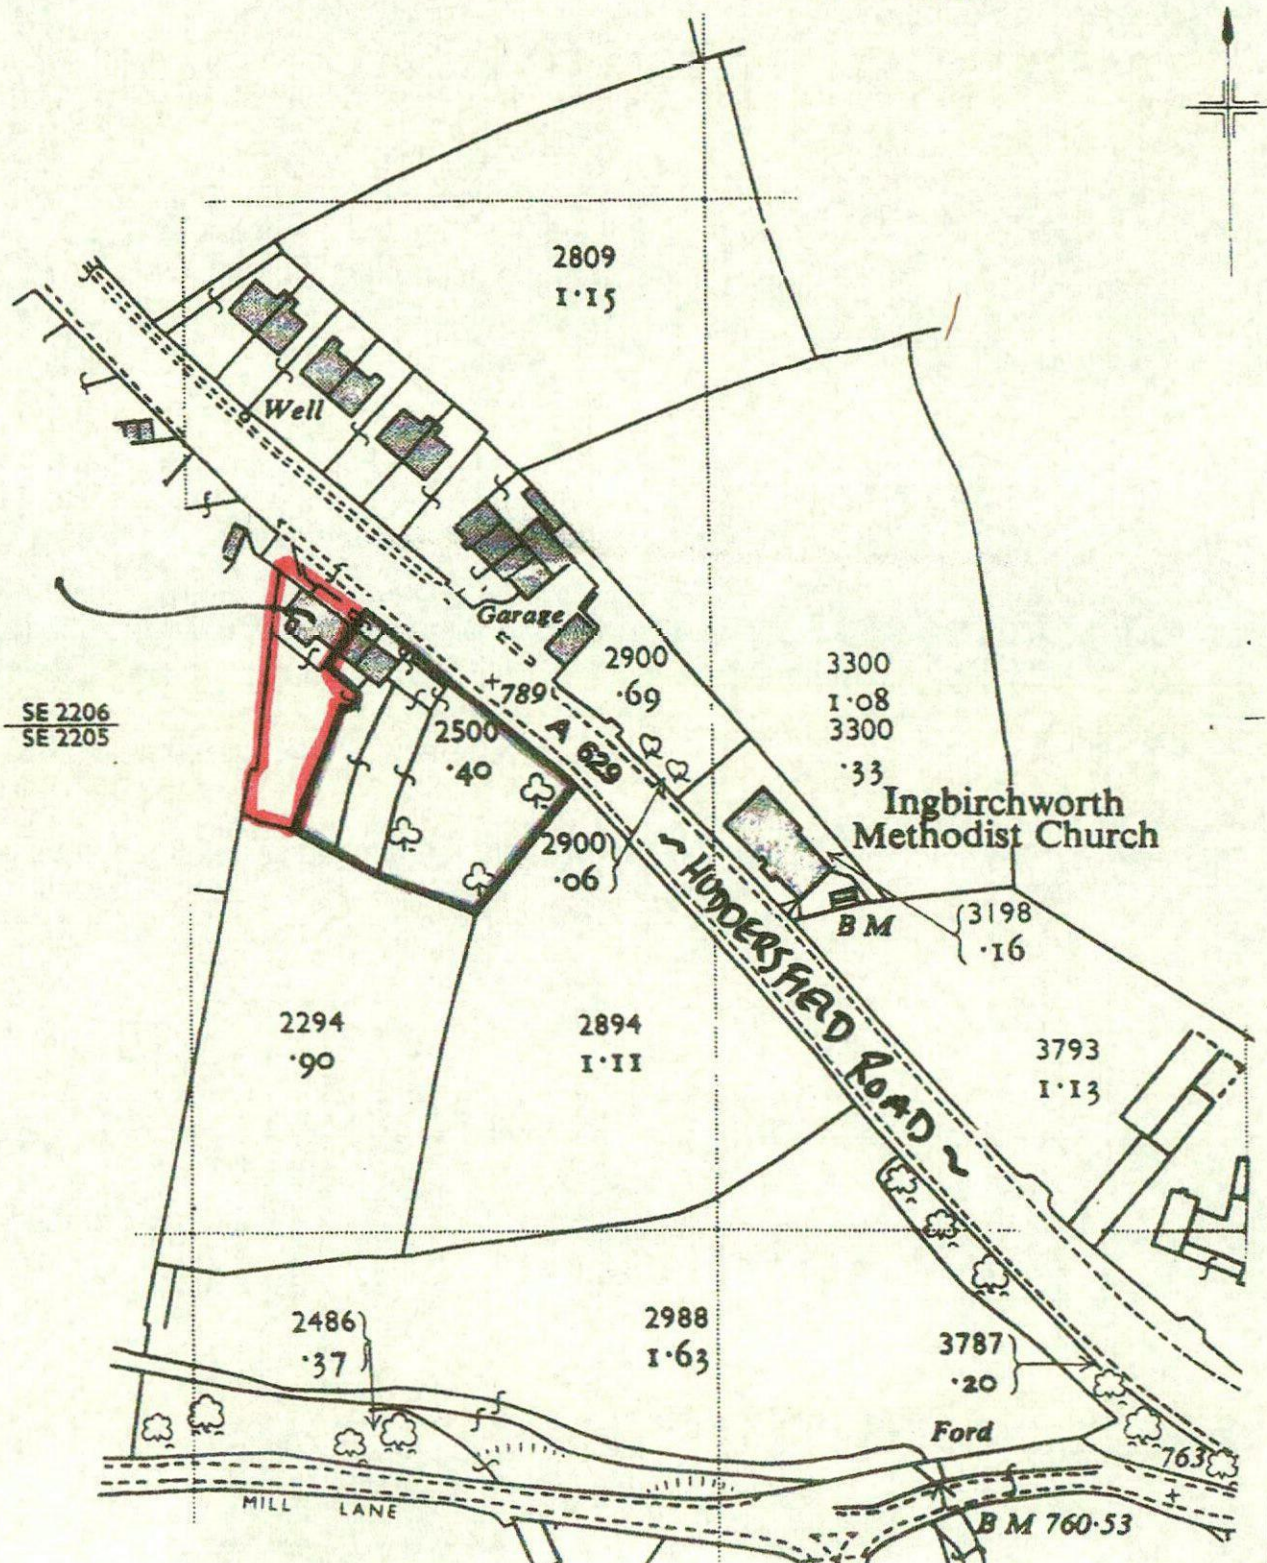 2809
1·15
Well
Garage
2900
·69
3300
1·08
3300
·33
+789
A 629
SE 2206
SE 2205
2500
·40
Ingbirchworth
Methodist Church
2900
·06
~ HUDDERSFIELD ROAD ~
B M
3198
·16
2294
·90
2894
1·11
3793
1·13
2486
·37
2988
1·63
3787
·20
Ford
763
MILL LANE
B M 760·53